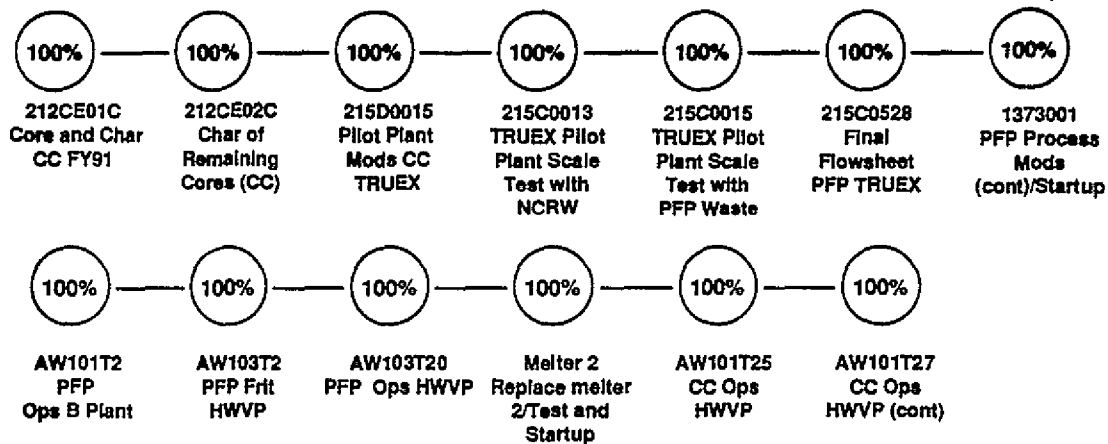 100% 100% 100% 100% 100% 100% 100%
212CE01C
Core and Char
CC FY91
212CE02C
Char of
Remaining
Cores (CC)
215D0015
Pilot Plant
Mods CC
TRUEX
215C0013
TRUEX Pilot
Plant Scale
Test with
NCRW
215C0015
TRUEX Pilot
Plant Scale
Test with
PFP Waste
215C0528
Final
Flowsheet
PFP TRUEX
1373001
PFP Process
Mods
(cont)/Startup
100% 100% 100% 100% 100% 100%
AW101T2
PFP
Ops B Plant
AW103T2
PFP Frit
HWVP
AW103T20
PFP Ops HWVP
Melter 2
Replace melter
2/Test and
Startup
AW101T25
CC Ops
HWVP
AW101T27
CC Ops
HWVP (cont)